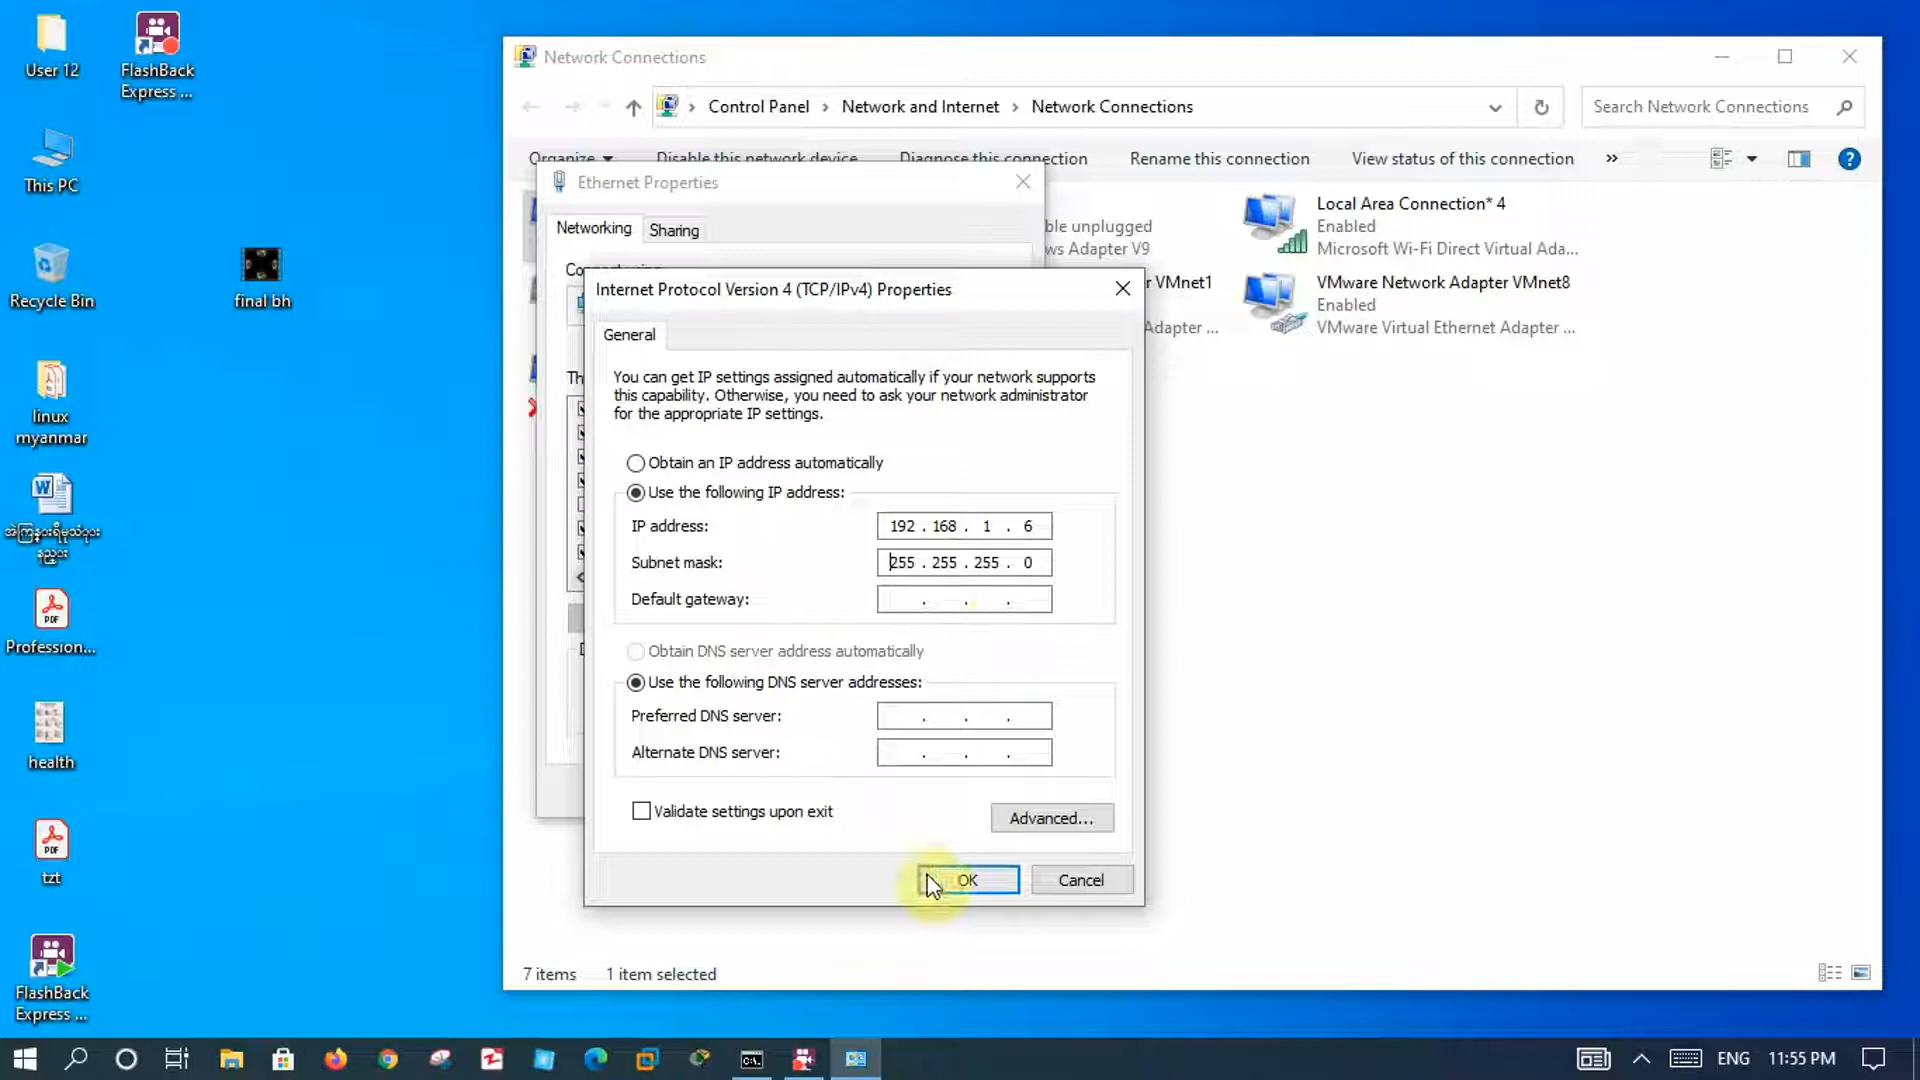 User 12
FlashBack
Express ...
This PC
Recycle Bin
final bh
linux
myanmar
Profession...
health
tzt
FlashBack
Express ...
Network Connections
Control Panel
Network and Internet
Network Connections
Search Network Connections
Organize
Disable this network device
Diagnose this connection
Rename this connection
View status of this connection
»
Ethernet Properties
Networking
Sharing
ble unplugged
ws Adapter V9
r VMnet1
Adapter ...
Local Area Connection* 4
Enabled
Microsoft Wi-Fi Direct Virtual Ada...
VMware Network Adapter VMnet8
Enabled
VMware Virtual Ethernet Adapter ...
Internet Protocol Version 4 (TCP/IPv4) Properties
General
You can get IP settings assigned automatically if your network supports
this capability. Otherwise, you need to ask your network administrator
for the appropriate IP settings.
Obtain an IP address automatically
Use the following IP address:
IP address: 192 . 168 . 1 . 6
Subnet mask: 255 . 255 . 255 . 0
Default gateway: . . .
Obtain DNS server address automatically
Use the following DNS server addresses:
Preferred DNS server: . . .
Alternate DNS server: . . .
Validate settings upon exit
Advanced...
OK
Cancel
7 items
1 item selected
ENG
11:55 PM